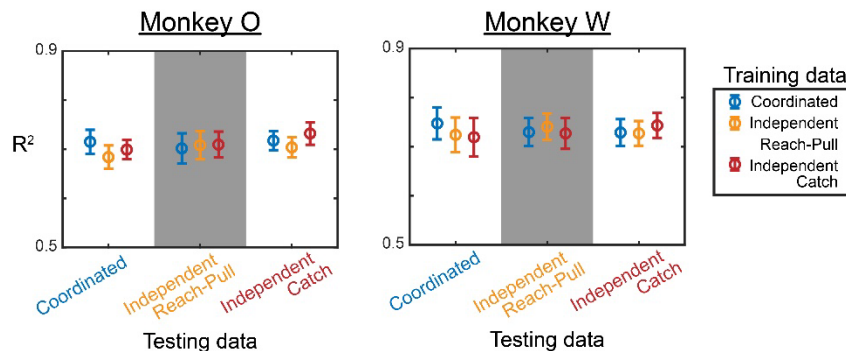 Monkey O
Monkey W
0.9
R²
0.5
Coordinated
Independent
Reach-Pull
Independent
Catch
Testing data
0.9
0.5
Coordinated
Independent
Reach-Pull
Independent
Catch
Testing data
Training data
Coordinated
Independent
Reach-Pull
Independent
Catch